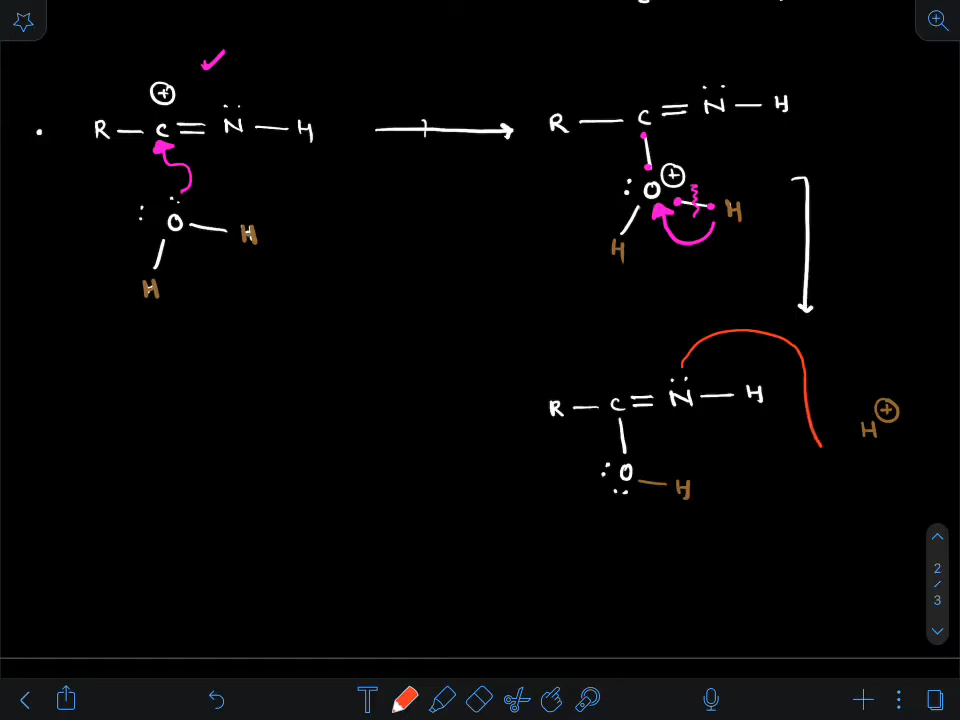 ⊕
R — C = N̈ — H
:Ö — H
H
R — C = N̈ — H
:O ⊕ H
H
R — C = N̈ — H
H ⊕
:O — H
T
2
/
3